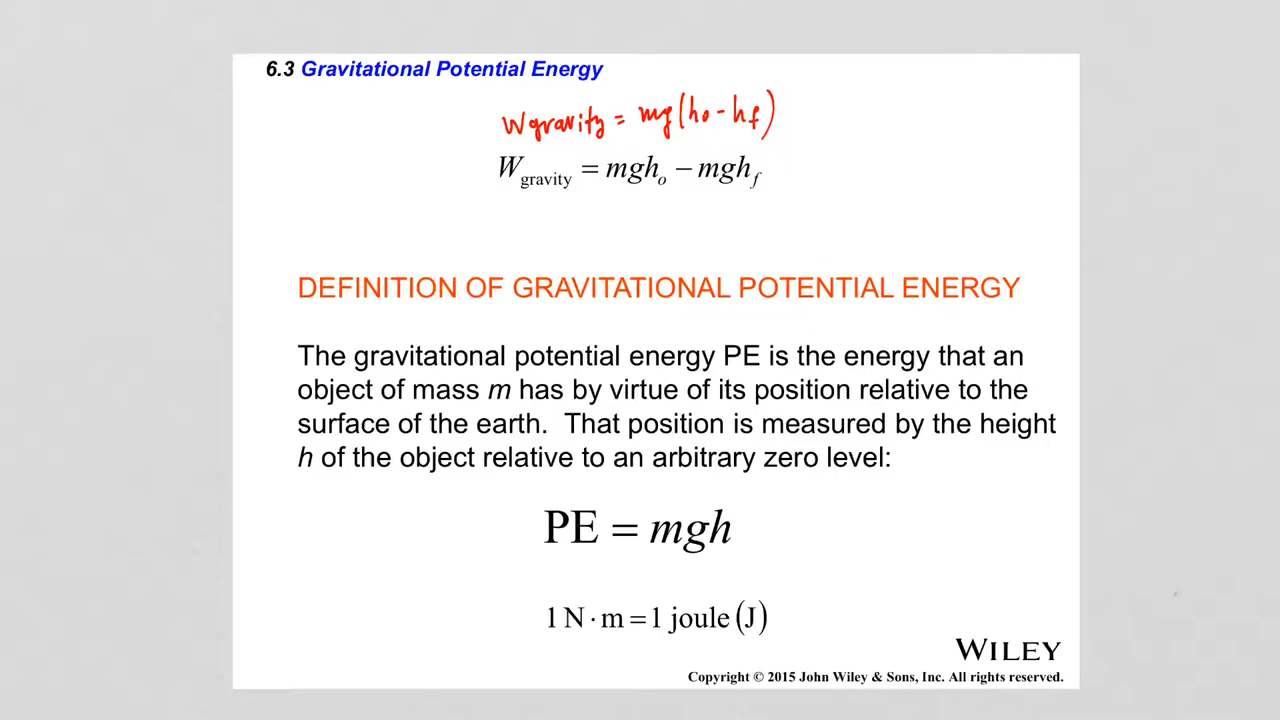 6.3 Gravitational Potential Energy
Wgravity = mg(ho - hf)
W_gravity = mgh_o − mgh_f
DEFINITION OF GRAVITATIONAL POTENTIAL ENERGY
The gravitational potential energy PE is the energy that an
object of mass m has by virtue of its position relative to the
surface of the earth. That position is measured by the height
h of the object relative to an arbitrary zero level:
PE = mgh
1 N · m = 1 joule (J)
WILEY
Copyright © 2015 John Wiley & Sons, Inc. All rights reserved.